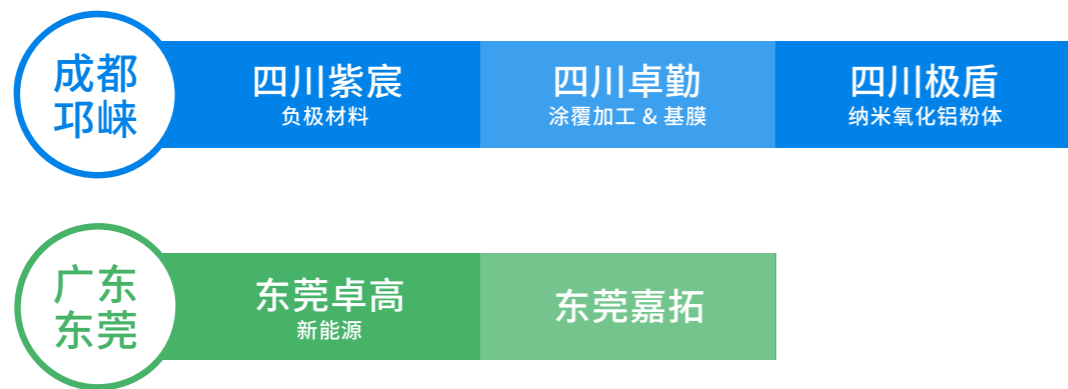 成都
邛崃
四川紫宸
负极材料
四川卓勤
涂覆加工 & 基膜
四川极盾
纳米氧化铝粉体
广东
东莞
东莞卓高
新能源
东莞嘉拓